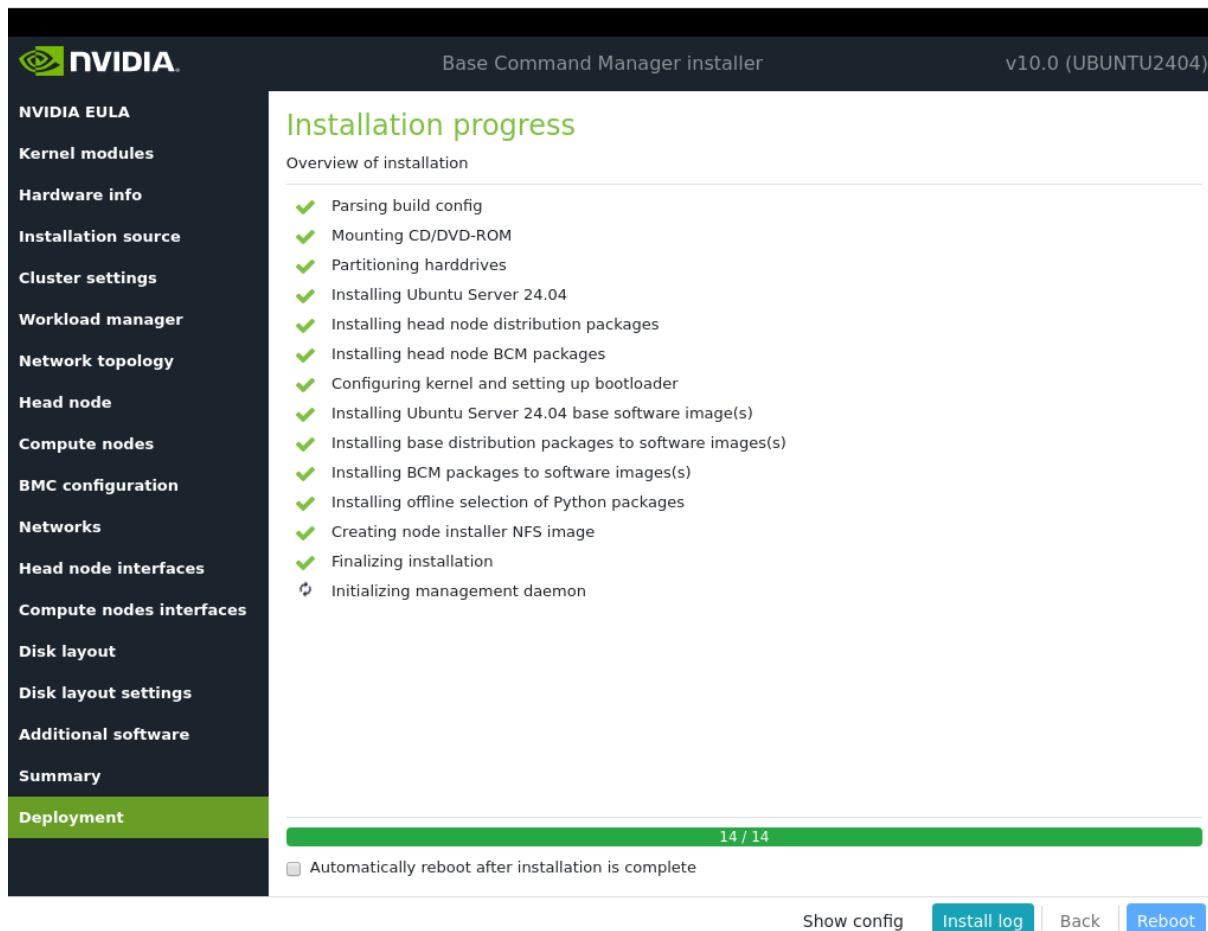 NVIDIA.
Base Command Manager installer
v10.0 (UBUNTU2404)
NVIDIA EULA
Kernel modules
Hardware info
Installation source
Cluster settings
Workload manager
Network topology
Head node
Compute nodes
BMC configuration
Networks
Head node interfaces
Compute nodes interfaces
Disk layout
Disk layout settings
Additional software
Summary
Deployment
Installation progress
Overview of installation
Parsing build config
Mounting CD/DVD-ROM
Partitioning harddrives
Installing Ubuntu Server 24.04
Installing head node distribution packages
Installing head node BCM packages
Configuring kernel and setting up bootloader
Installing Ubuntu Server 24.04 base software image(s)
Installing base distribution packages to software images(s)
Installing BCM packages to software images(s)
Installing offline selection of Python packages
Creating node installer NFS image
Finalizing installation
Initializing management daemon
14 / 14
Automatically reboot after installation is complete
Show config
Install log
Back
Reboot